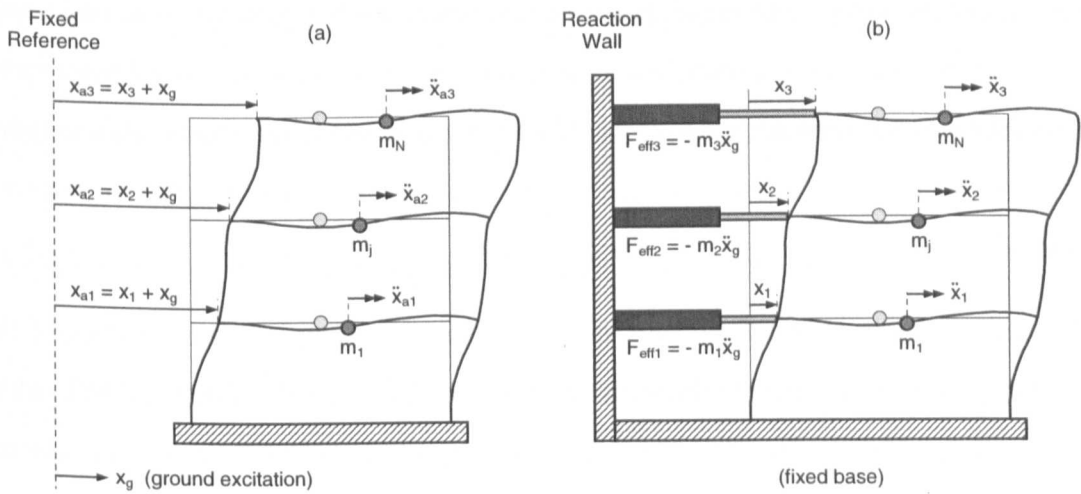 Fixed
Reference
(a)
x_a3 = x_3 + x_g
ẍ_a3
m_N
x_a2 = x_2 + x_g
ẍ_a2
m_j
x_a1 = x_1 + x_g
ẍ_a1
m_1
x_g (ground excitation)
Reaction
Wall
(b)
x_3
ẍ_3
F_eff3 = - m_3ẍ_g
m_N
x_2
ẍ_2
F_eff2 = - m_2ẍ_g
m_j
x_1
ẍ_1
F_eff1 = - m_1ẍ_g
m_1
(fixed base)